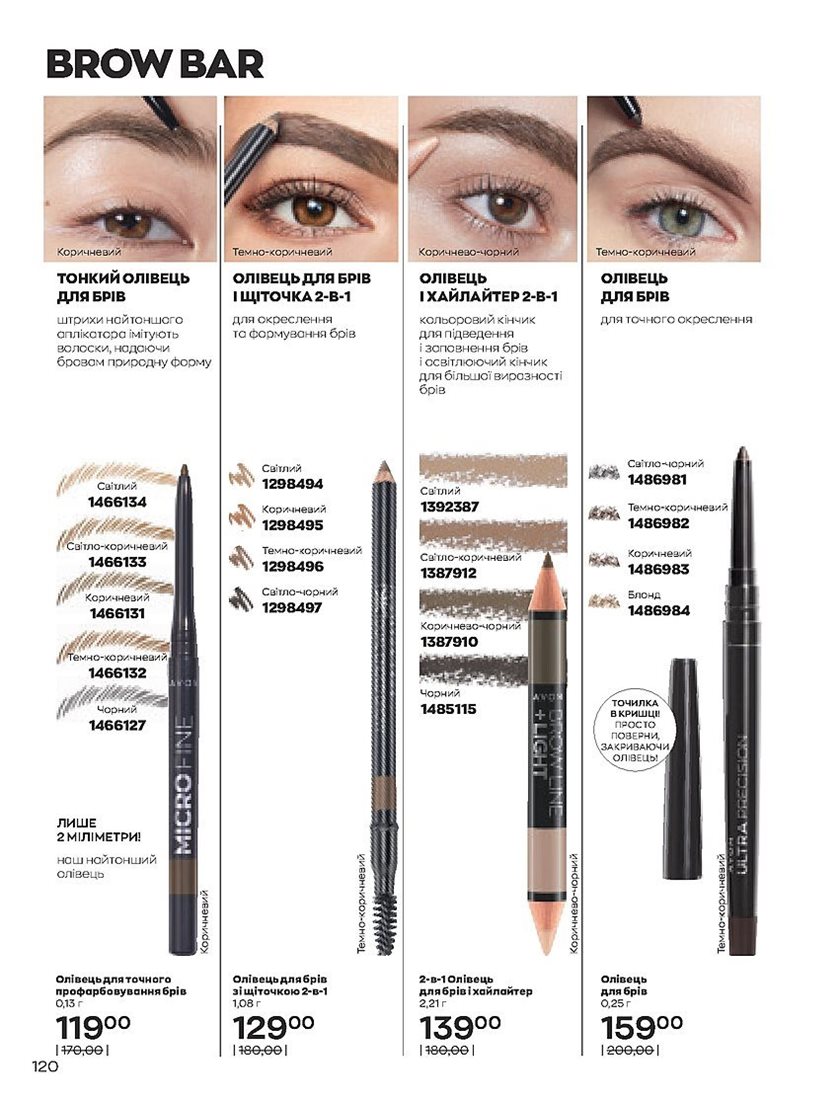 BROW BAR
Коричневий
ТОНКИЙ ОЛІВЕЦЬ
ДЛЯ БРІВ
штрихи найтоншого
аплікатора імітують
волоски, надаючи
бровам природну форму
Світлий
1466134
Світло-коричневий
1466133
Коричневий
1466131
Темно-коричневий
1466132
Чорний
1466127
ЛИШЕ
2 МІЛІМЕТРИ!
наш найтонший
олівець
AVON
MICRO FINE
Коричневий
Олівець для точного
профарбовування брів
0,13 г
11900
| 170,00 |
Темно-коричневий
ОЛІВЕЦЬ ДЛЯ БРІВ
І ЩІТОЧКА 2-В-1
для окреслення
та формування брів
Світлий
1298494
Коричневий
1298495
Темно-коричневий
1298496
Світло-чорний
1298497
Темно-коричневий
Олівець для брів
зі щіточкою 2-в-1
1,08 г
12900
| 180,00 |
Коричнево-чорний
ОЛІВЕЦЬ
І ХАЙЛАЙТЕР 2-В-1
кольоровий кінчик
для підведення
і заповнення брів
і освітлюючий кінчик
для більшої виразності
брів
Світлий
1392387
Світло-коричневий
1387912
Коричнево-чорний
1387910
Чорний
1485115
AVON
BROW LINE
+ LIGHT
Коричнево-чорний
2-в-1 Олівець
для брів і хайлайтер
2,21 г
13900
| 180,00 |
Темно-коричневий
ОЛІВЕЦЬ
ДЛЯ БРІВ
для точного окреслення
Світло-чорний
1486981
Темно-коричневий
1486982
Коричневий
1486983
Блонд
1486984
ТОЧИЛКА
В КРИШЦІ!
ПРОСТО
ПОВЕРНИ,
ЗАКРИВАЮЧИ
ОЛІВЕЦЬ!
AVON
ULTRA PRECISION
Темно-коричневий
Олівець
для брів
0,25 г
15900
| 200,00 |
120